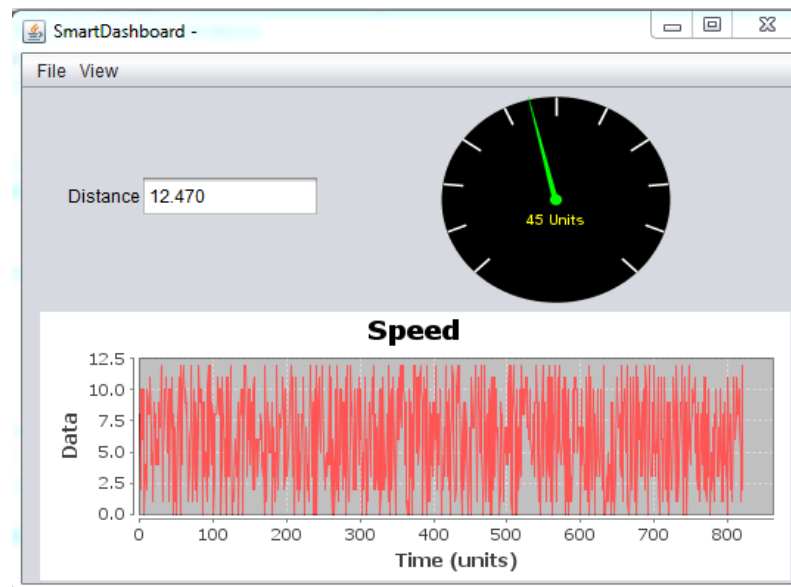 SmartDashboard -
File View
Distance 12.470
45 Units
Speed
12.5
10.0
7.5
5.0
2.5
0.0
Data
0 100 200 300 400 500 600 700 800
Time (units)